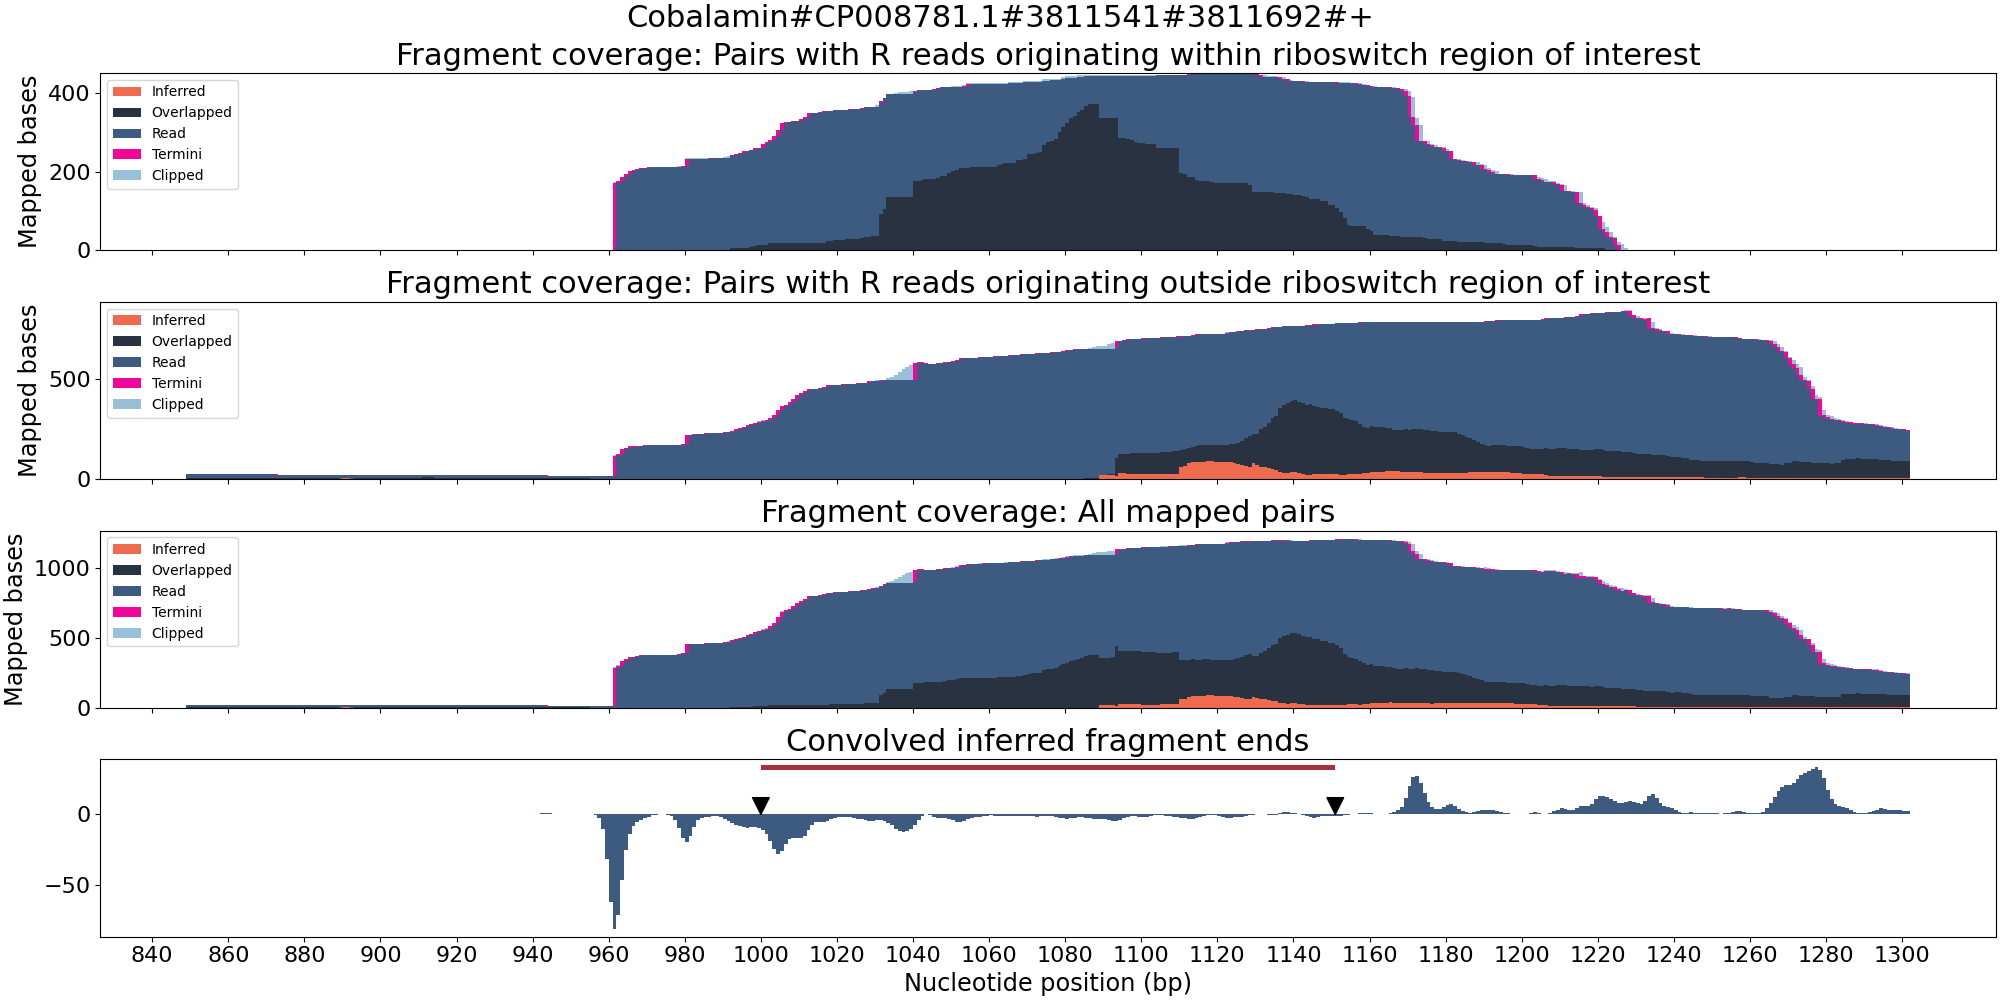 Cobalamin#CP008781.1#3811541#3811692#+
Fragment coverage: Pairs with R reads originating within riboswitch region of interest
Mapped bases
400
200
0
Inferred
Overlapped
Read
Termini
Clipped
Fragment coverage: Pairs with R reads originating outside riboswitch region of interest
Mapped bases
500
0
Inferred
Overlapped
Read
Termini
Clipped
Fragment coverage: All mapped pairs
Mapped bases
1000
500
0
Inferred
Overlapped
Read
Termini
Clipped
Convolved inferred fragment ends
0
−50
840 860 880 900 920 940 960 980 1000 1020 1040 1060 1080 1100 1120 1140 1160 1180 1200 1220 1240 1260 1280 1300
Nucleotide position (bp)